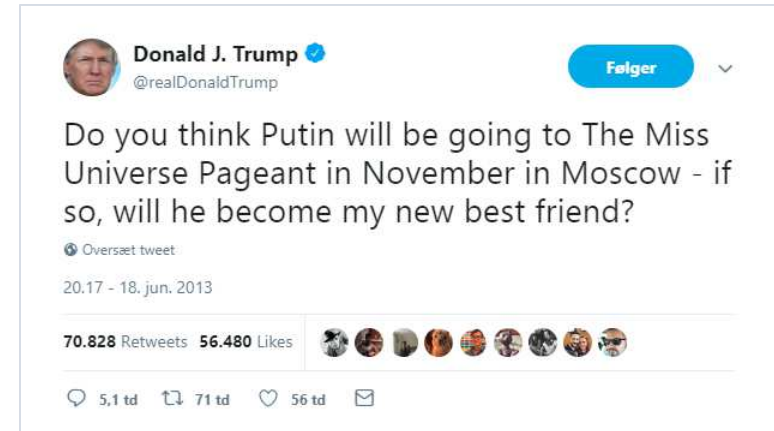 Donald J. Trump
@realDonaldTrump
Følger
Do you think Putin will be going to The Miss
Universe Pageant in November in Moscow - if
so, will he become my new best friend?
Oversæt tweet
20.17 - 18. jun. 2013
70.828 Retweets 56.480 Likes
5,1 td 71 td 56 td